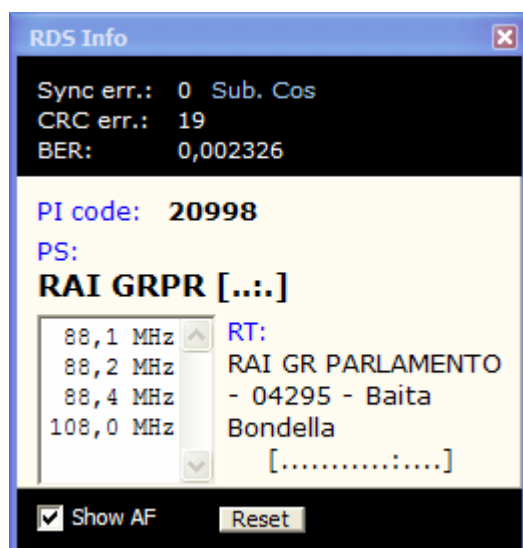 RDS Info
Sync err.: 0 Sub. Cos
CRC err.: 19
BER: 0,002326
PI code: 20998
PS:
RAI GRPR [..:.]
88,1 MHz
88,2 MHz
88,4 MHz
108,0 MHz
RT:
RAI GR PARLAMENTO
- 04295 - Baita
Bondella
[...........:....]
Show AF
Reset